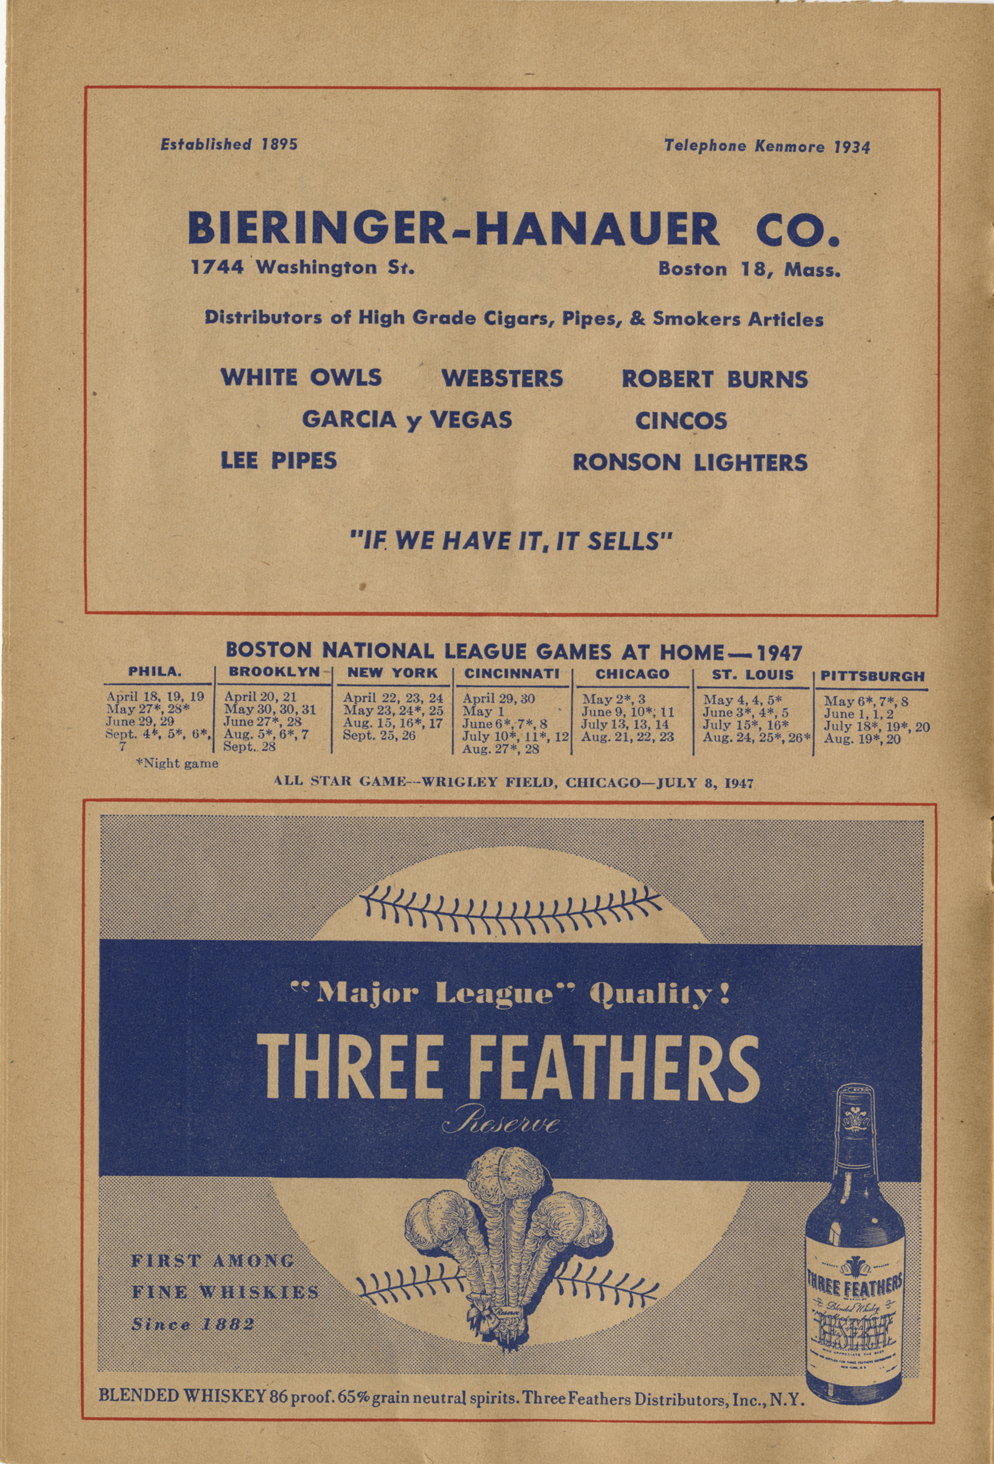 Established 1895
Telephone Kenmore 1934
BIERINGER-HANAUER CO.
1744 Washington St.
Boston 18, Mass.
Distributors of High Grade Cigars, Pipes, & Smokers Articles
WHITE OWLS WEBSTERS ROBERT BURNS
GARCIA y VEGAS CINCOS
LEE PIPES RONSON LIGHTERS
"IF WE HAVE IT, IT SELLS"
BOSTON NATIONAL LEAGUE GAMES AT HOME—1947
PHILA.
April 18, 19, 19
May 27*, 28*
June 29, 29
Sept. 4*, 5*, 6*,
7
BROOKLYN
April 20, 21
May 30, 30, 31
June 27*, 28
Aug. 5*, 6*, 7
Sept. 28
NEW YORK
April 22, 23, 24
May 23, 24*, 25
Aug. 15, 16*, 17
Sept. 25, 26
CINCINNATI
April 29, 30
May 1
June 6*, 7*, 8
July 10*, 11*, 12
Aug. 27*, 28
CHICAGO
May 2*, 3
June 9, 10*, 11
July 13, 13, 14
Aug. 21, 22, 23
ST. LOUIS
May 4, 4, 5*
June 3*, 4*, 5
July 15*, 16*
Aug. 24, 25*, 26*
PITTSBURGH
May 6*, 7*, 8
June 1, 1, 2
July 18*, 19*, 20
Aug. 19*, 20
*Night game
ALL STAR GAME—WRIGLEY FIELD, CHICAGO—JULY 8, 1947
"Major League" Quality!
THREE FEATHERS
Reserve
FIRST AMONG
FINE WHISKIES
Since 1882
Reserve
THREE FEATHERS
Blended Whiskey
RESERVE
BLENDED WHISKEY 86 proof. 65% grain neutral spirits. Three Feathers Distributors, Inc., N.Y.